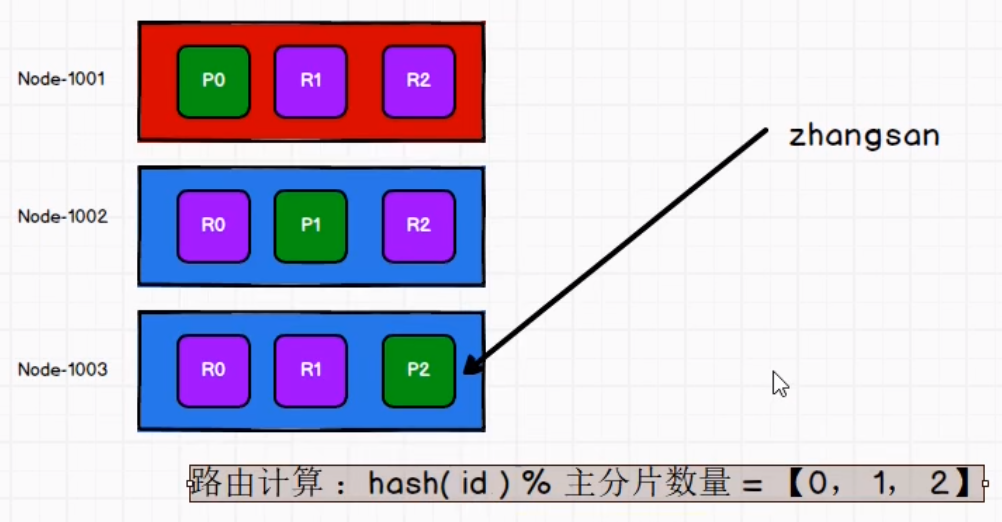 Node-1001
P0 R1 R2
zhangsan
Node-1002
R0 P1 R2
Node-1003
R0 R1 P2
路由计算：hash( id ) % 主分片数量 = 【0， 1， 2】